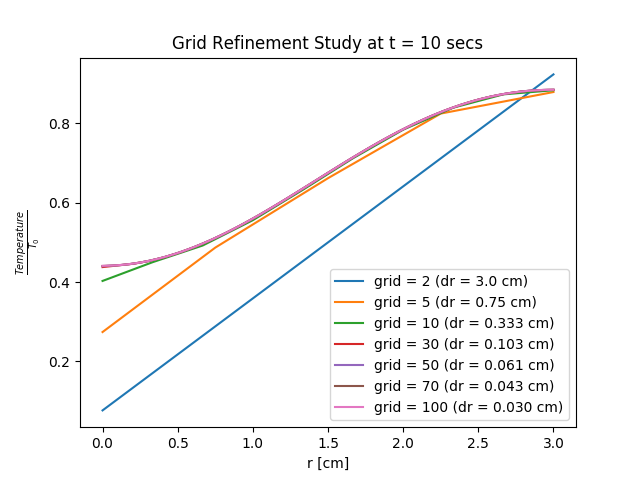 Grid Refinement Study at t = 10 secs
Temperature
T₀
0.8
0.6
0.4
0.2
grid = 2 (dr = 3.0 cm)
grid = 5 (dr = 0.75 cm)
grid = 10 (dr = 0.333 cm)
grid = 30 (dr = 0.103 cm)
grid = 50 (dr = 0.061 cm)
grid = 70 (dr = 0.043 cm)
grid = 100 (dr = 0.030 cm)
0.0 0.5 1.0 1.5 2.0 2.5 3.0
r [cm]